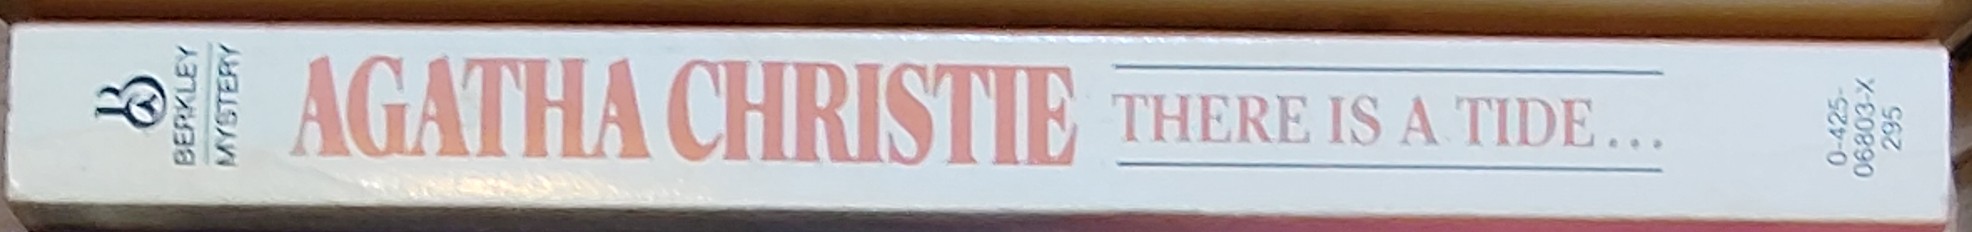 BERKLEY
MYSTERY
AGATHA CHRISTIE
THERE IS A TIDE...
0-425-
06803-X
295